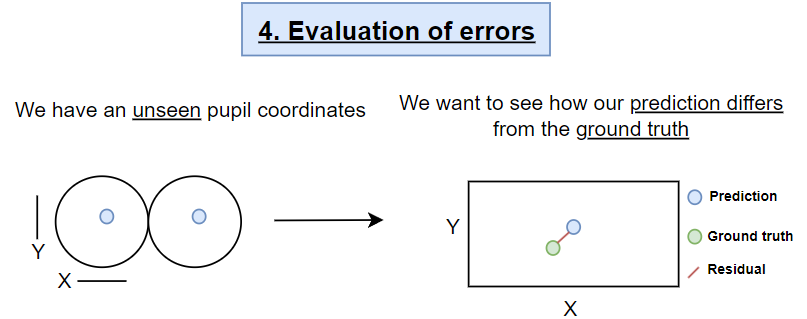 4. Evaluation of errors
We have an unseen pupil coordinates
We want to see how our prediction differs
from the ground truth
Y
X
Y
X
Prediction
Ground truth
Residual